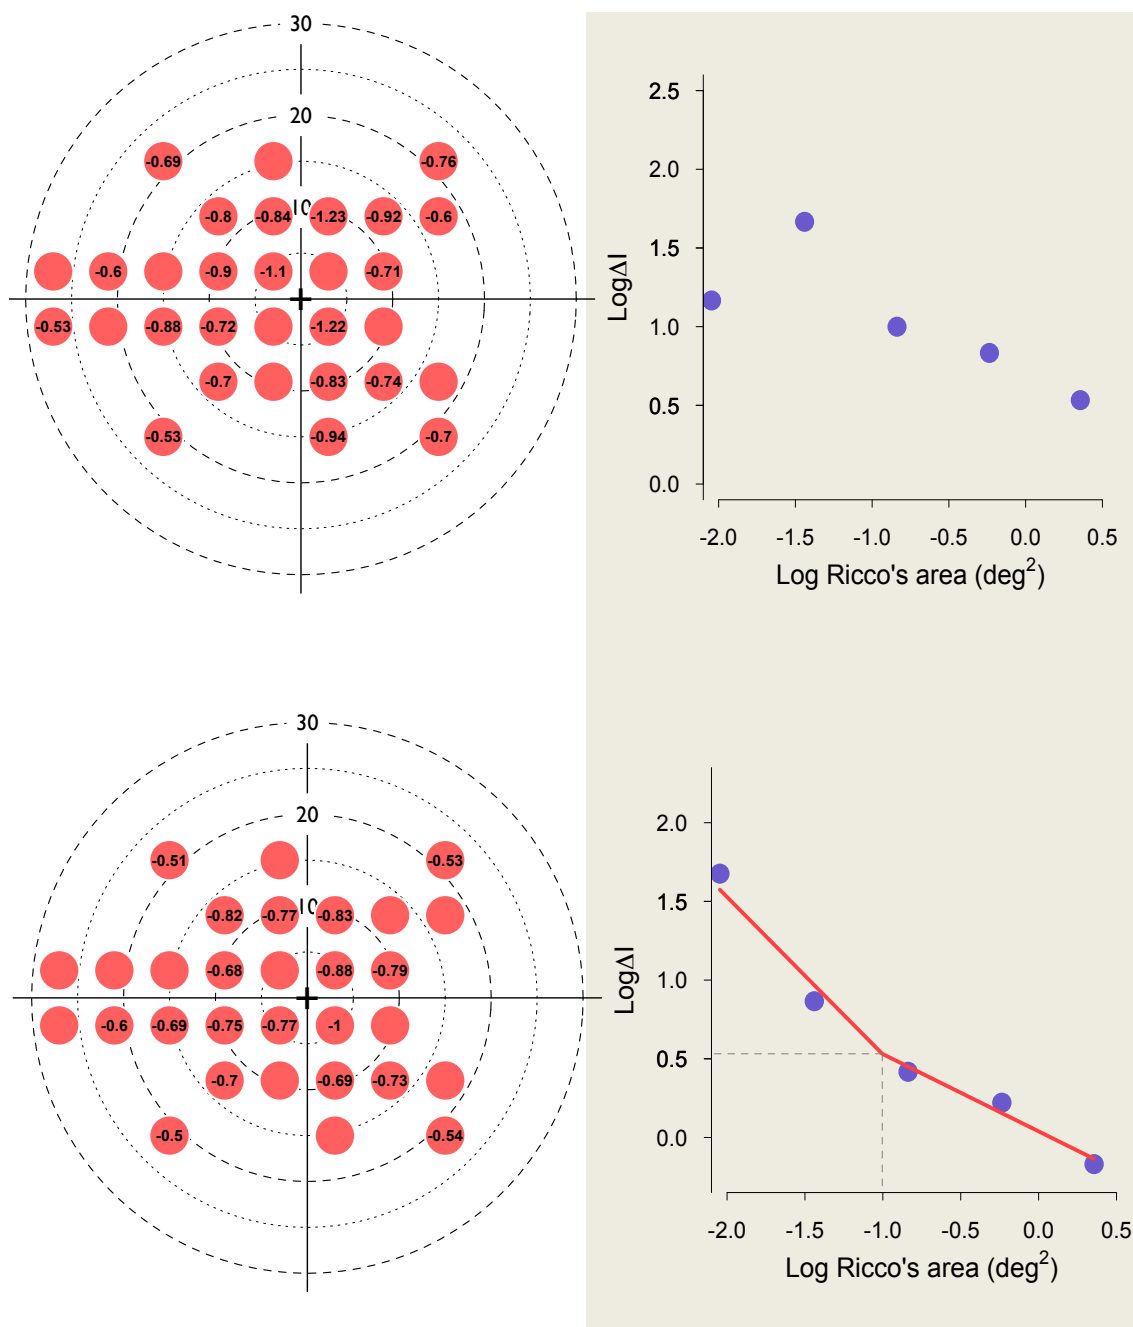 30
20
-0.69 -0.76
10
-0.8 -0.84 -1.23 -0.92 -0.6
-0.6 -0.9 -1.1 -0.71
-0.53 -0.88 -0.72 -1.22
-0.7 -0.83 -0.74
-0.53 -0.94 -0.7
LogΔI
2.5
2.0
1.5
1.0
0.5
0.0
-2.0 -1.5 -1.0 -0.5 0.0 0.5
Log Ricco's area (deg²)
30
20
-0.51 -0.53
10
-0.82 -0.77 -0.83
-0.68 -0.88 -0.79
-0.6 -0.69 -0.75 -0.77 -1
-0.7 -0.69 -0.73
-0.5 -0.54
LogΔI
2.0
1.5
1.0
0.5
0.0
-2.0 -1.5 -1.0 -0.5 0.0 0.5
Log Ricco's area (deg²)